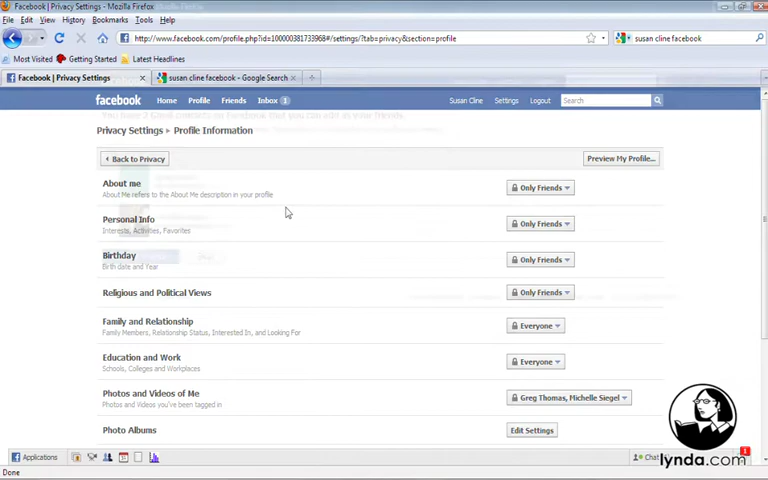 Facebook | Privacy Settings - Mozilla Firefox
File Edit View History Bookmarks Tools Help
http://www.facebook.com/profile.php?id=100000381733968#/settings/?tab=privacy&section=profile
susan cline facebook
Most Visited Getting Started Latest Headlines
Facebook | Privacy Settings
susan cline facebook - Google Search
facebook Home Profile Friends Inbox 1 Susan Cline Settings Logout Search
Privacy Settings ▸ Profile Information
Back to Privacy
Preview My Profile...
About me
Only Friends
About Me refers to the About Me description in your profile
Personal Info
Only Friends
Interests, Activities, Favorites
Birthday
Only Friends
Birth date and Year
Religious and Political Views
Only Friends
Family and Relationship
Everyone
Family Members, Relationship Status, Interested In, and Looking For
Education and Work
Everyone
Schools, Colleges and Workplaces
Photos and Videos of Me
Greg Thomas, Michelle Siegel
Photos and Videos you've been tagged in
Photo Albums
Edit Settings
Applications
Chat
1
lynda.com
Done